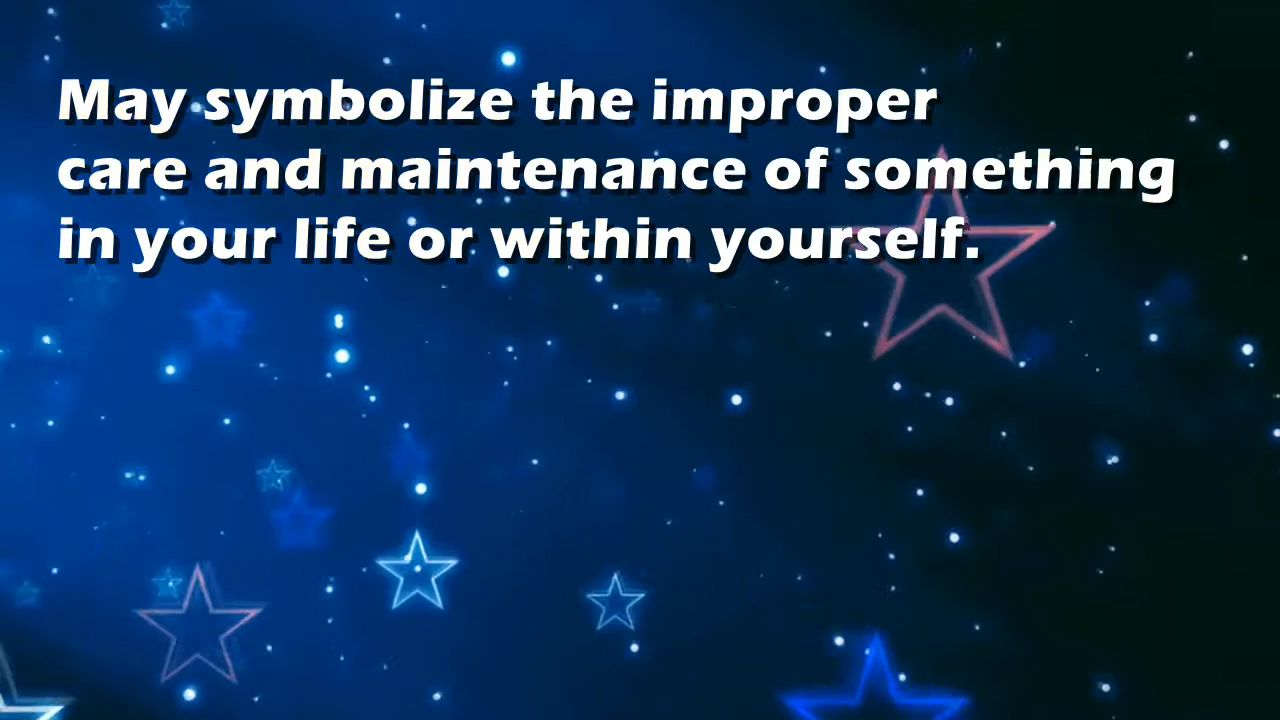 May symbolize the improper
care and maintenance of something
in your life or within yourself.